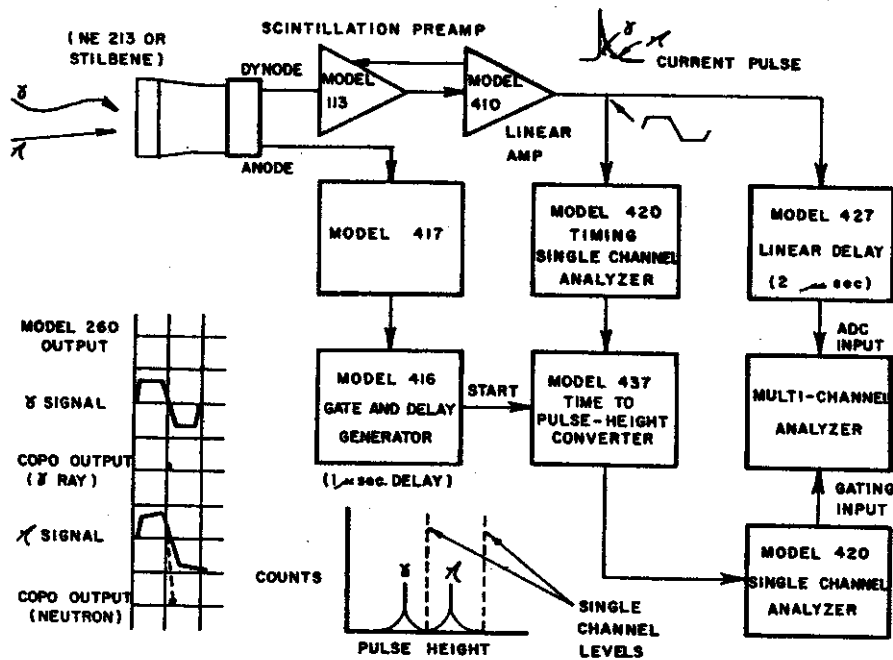 SCINTILLATION PREAMP
(NE 213 OR
STILBENE)
DYNODE
MODEL
113
MODEL
410
γ
n
CURRENT PULSE
γ
n
LINEAR
AMP
ANODE
MODEL 417
MODEL 420
TIMING
SINGLE CHANNEL
ANALYZER
MODEL 427
LINEAR DELAY
(2 μ sec)
MODEL 260
OUTPUT
γ SIGNAL
COPO OUTPUT
(γ RAY)
n SIGNAL
COPO OUTPUT
(NEUTRON)
MODEL 416
GATE AND DELAY
GENERATOR
(1μ sec. DELAY)
START
MODEL 437
TIME TO
PULSE-HEIGHT
CONVERTER
ADC
INPUT
MULTI-CHANNEL
ANALYZER
GATING
INPUT
COUNTS
γ
n
PULSE HEIGHT
SINGLE
CHANNEL
LEVELS
MODEL 420
SINGLE CHANNEL
ANALYZER